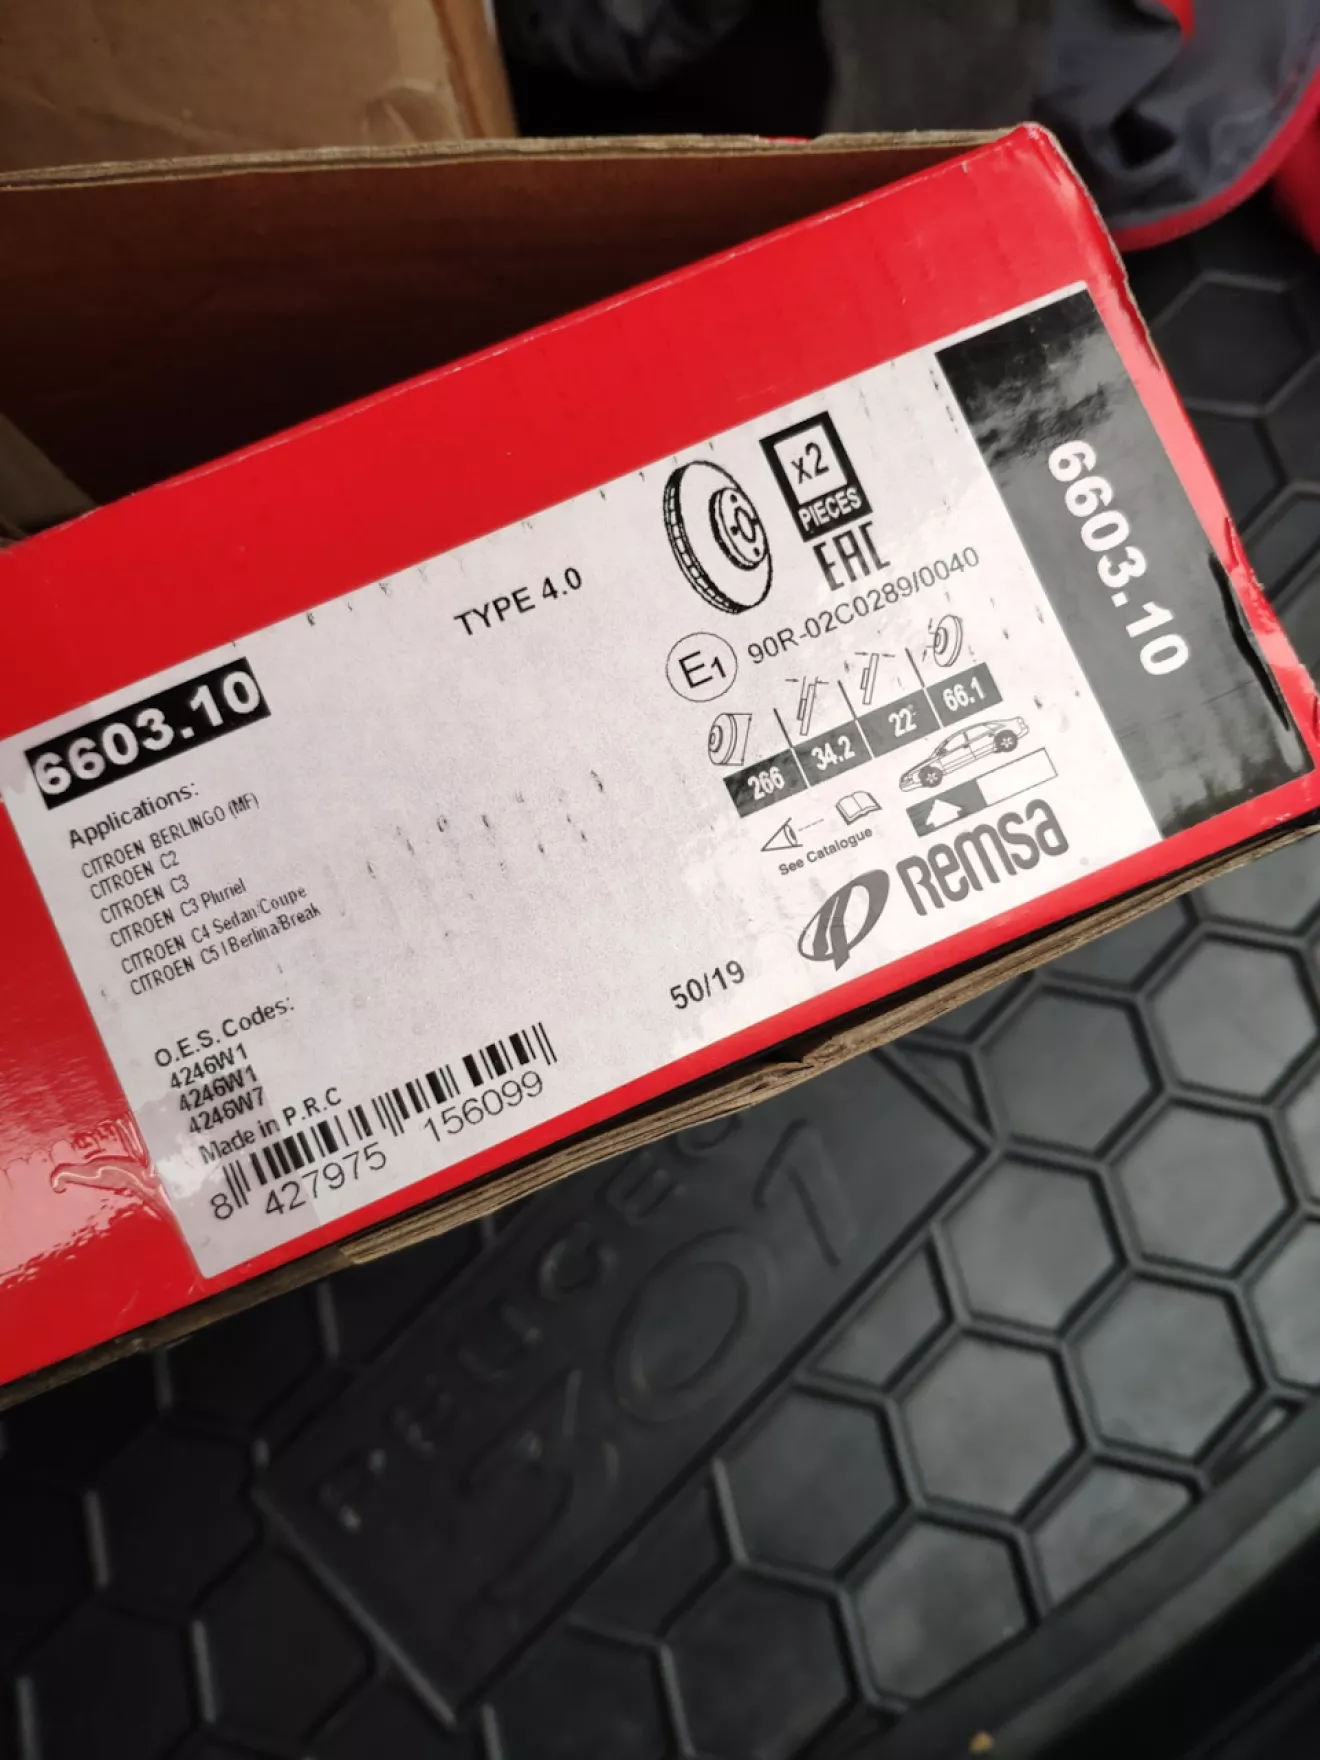 6603.10
TYPE 4.0
x2
PIECES
EAC
E1 90R-02C0289/0040
266 34.2 22 66.1
See Catalogue
Remsa
6603.10
Applications:
CITROEN BERLINGO (MF)
CITROEN C2
CITROEN C3
CITROEN C3 Pluriel
CITROEN C4 Sedan/Coupe
CITROEN C5 I Berlina/Break
O.E.S. Codes:
4246W1
4246W1
4246W7
Made in P.R.C
8 427975 156099
50/19
PEUGEOT
307